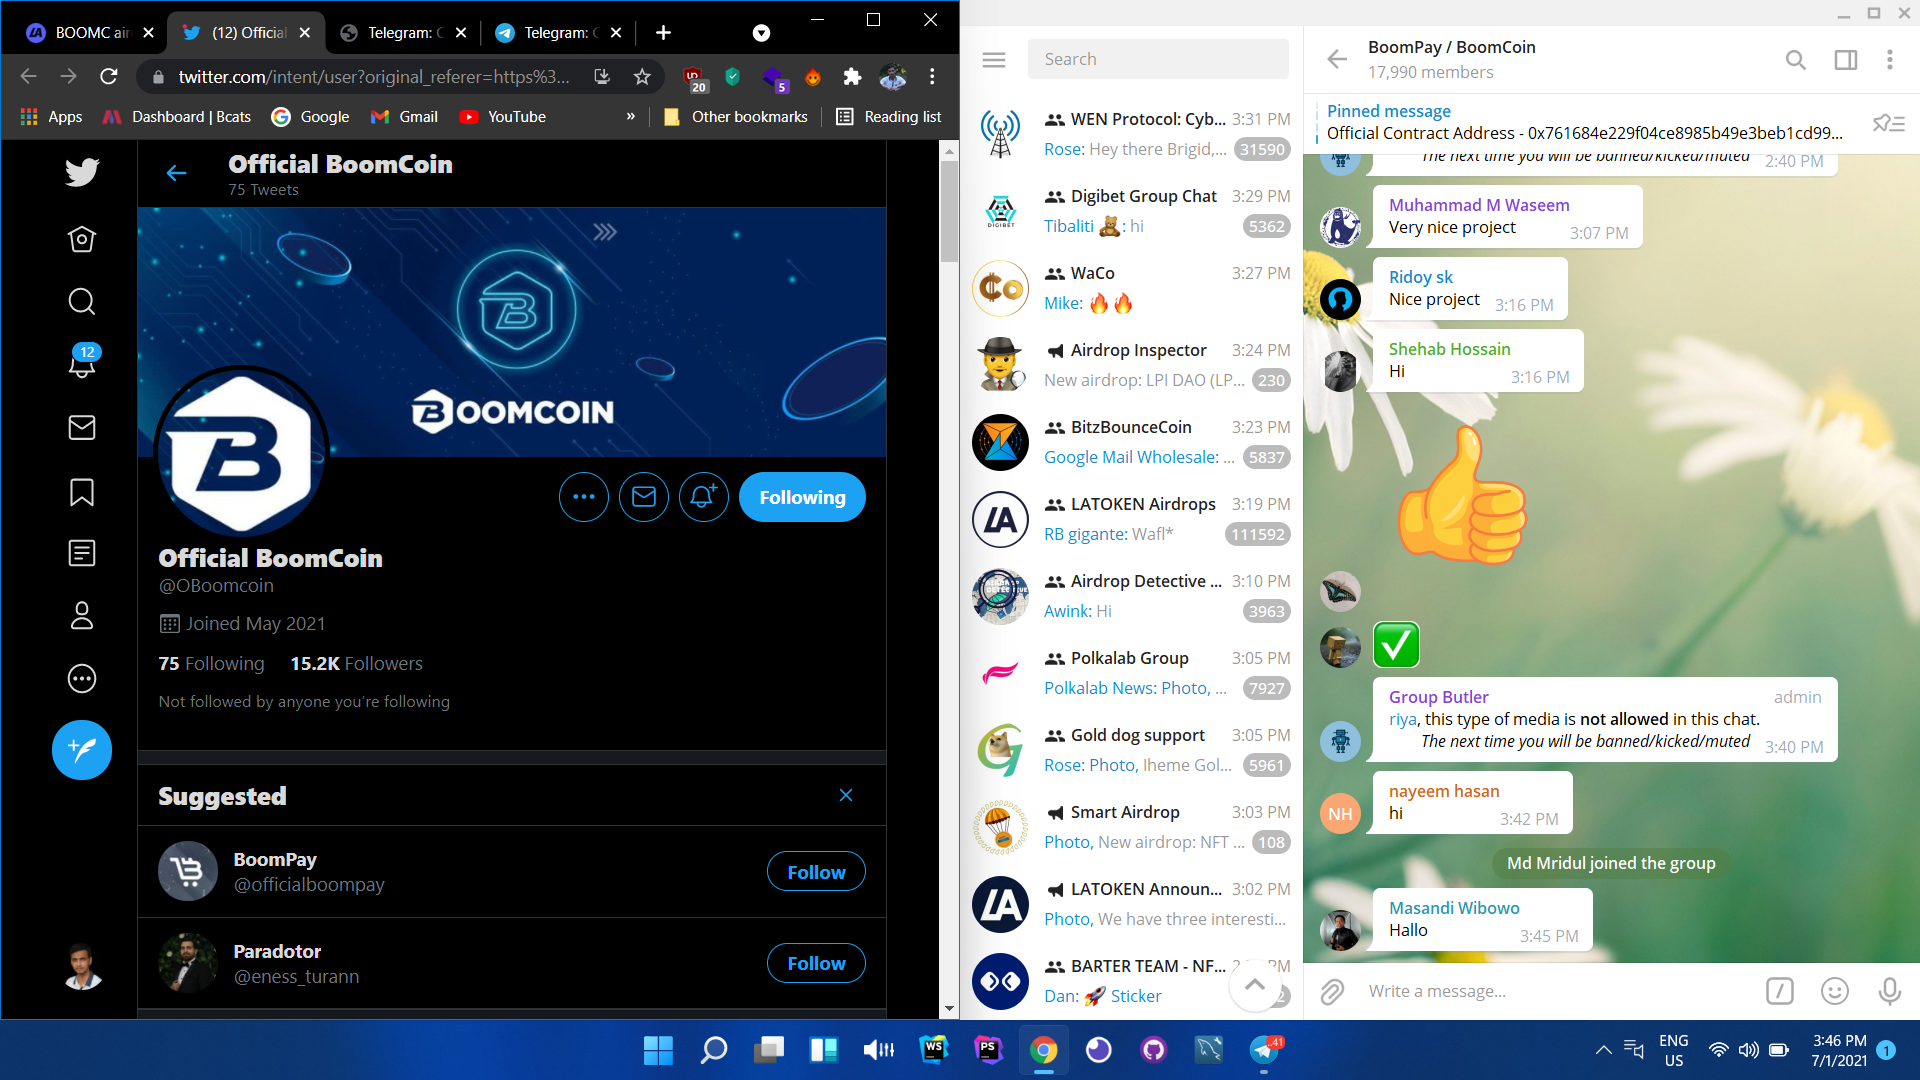 BOOMC air
(12) Official
Telegram: C
Telegram: C
twitter.com/intent/user?original_referer=https%3...
20
5
Apps
Dashboard | Bcats
Google
Gmail
YouTube
»
Other bookmarks
Reading list
Official BoomCoin
75 Tweets
BOOMCOIN
12
Following
Official BoomCoin
@OBoomcoin
Joined May 2021
75 Following 15.2K Followers
Not followed by anyone you're following
Suggested
BoomPay
@officialboompay
Follow
Paradotor
@eness_turann
Follow
Search
WEN Protocol: Cyb... 3:31 PM
Rose: Hey there Brigid,... 31590
DIGIBET
Digibet Group Chat 3:29 PM
Tibaliti 🧸: hi 5362
WaCo 3:27 PM
Mike: 🔥🔥
Airdrop Inspector 3:24 PM
New airdrop: LPI DAO (LP... 230
BitzBounceCoin 3:23 PM
Google Mail Wholesale: ... 5837
LA
LATOKEN Airdrops 3:19 PM
RB gigante: Wafl* 111592
Airdrop Detective ... 3:10 PM
Awink: Hi 3963
Polkalab Group 3:05 PM
Polkalab News: Photo, ... 7927
Gold dog support 3:05 PM
Rose: Photo, Iheme Gol... 5961
Smart Airdrop 3:03 PM
Photo, New airdrop: NFT ... 108
LA
LATOKEN Announ... 3:02 PM
Photo, We have three interesti...
BARTER TEAM - NF...
Dan: 🚀 Sticker
BoomPay / BoomCoin
17,990 members
Pinned message
Official Contract Address - 0x761684e229f04ce8985b49e3beb1cd99...
The next time you will be banned/kicked/muted 2:40 PM
Muhammad M Waseem
Very nice project 3:07 PM
Ridoy sk
Nice project 3:16 PM
Shehab Hossain
Hi 3:16 PM
Group Butler admin
riya, this type of media is not allowed in this chat.
The next time you will be banned/kicked/muted 3:40 PM
NH
nayeem hasan
hi 3:42 PM
Md Mridul joined the group
Masandi Wibowo
Hallo 3:45 PM
Write a message...
WS
PS
..41
ENG
US
3:46 PM
7/1/2021
1